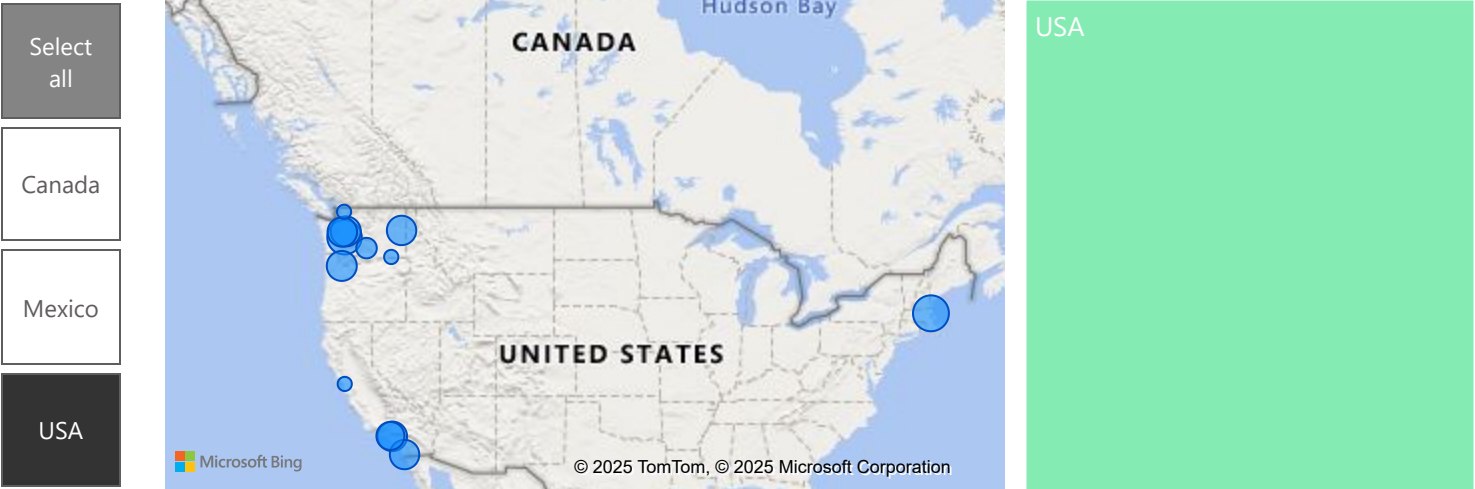 Select
all
Canada
Mexico
USA
Hudson Bay
CANADA
UNITED STATES
Microsoft Bing
© 2025 TomTom, © 2025 Microsoft Corporation
USA